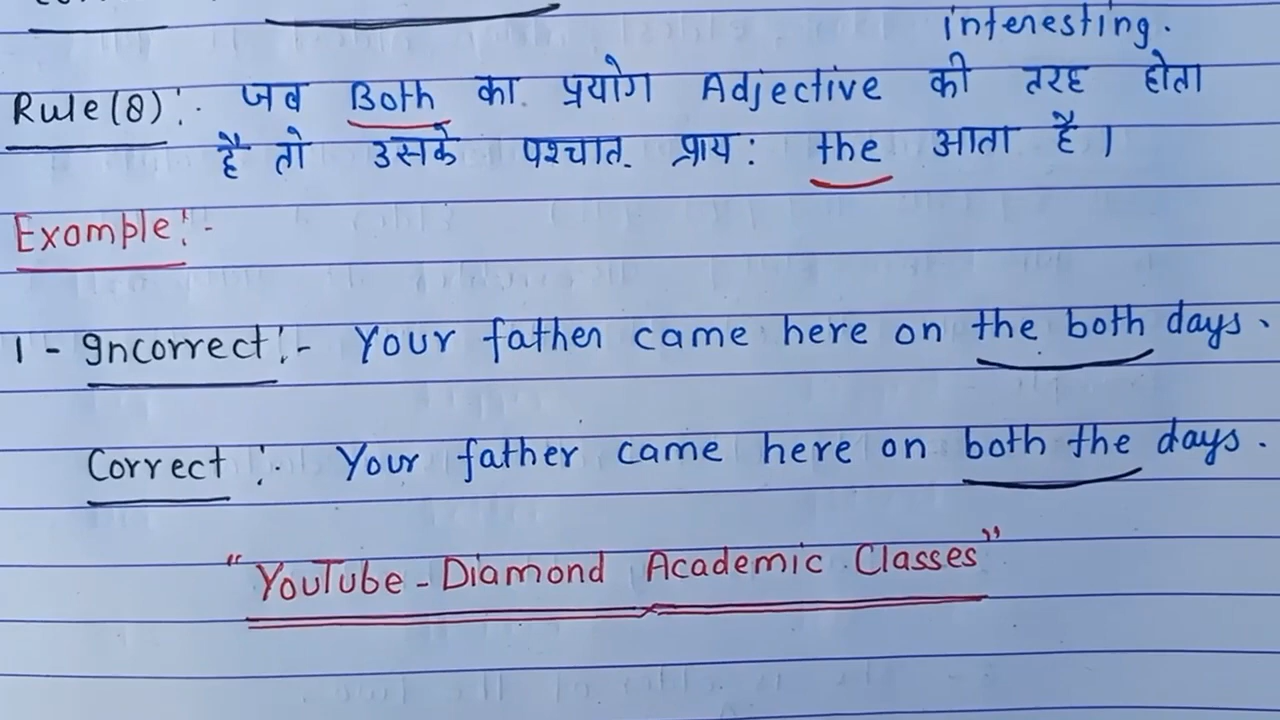 interesting.
Rule(8):- जब Both का प्रयोग Adjective की तरह होता
है तो उसके पश्चात प्राय: the आता है।
Example:-
1 - Incorrect:- Your father came here on the both days.
Correct :- Your father came here on both the days.
"YouTube - Diamond Academic Classes"